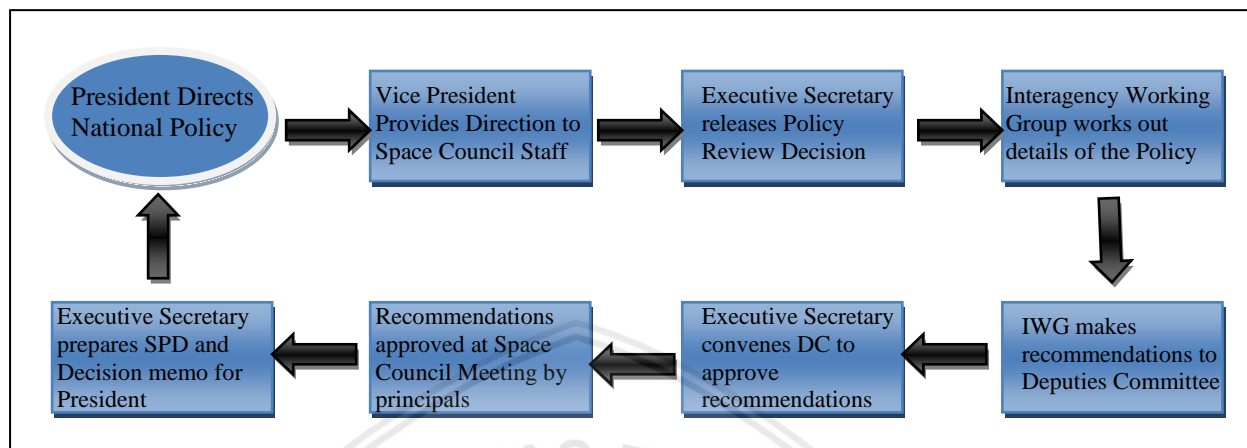 President Directs
National Policy
Vice President
Provides Direction to
Space Council Staff
Executive Secretary
releases Policy
Review Decision
Interagency Working
Group works out
details of the Policy
IWG makes
recommendations to
Deputies Committee
Executive Secretary
convenes DC to
approve
recommendations
Recommendations
approved at Space
Council Meeting by
principals
Executive Secretary
prepares SPD and
Decision memo for
President